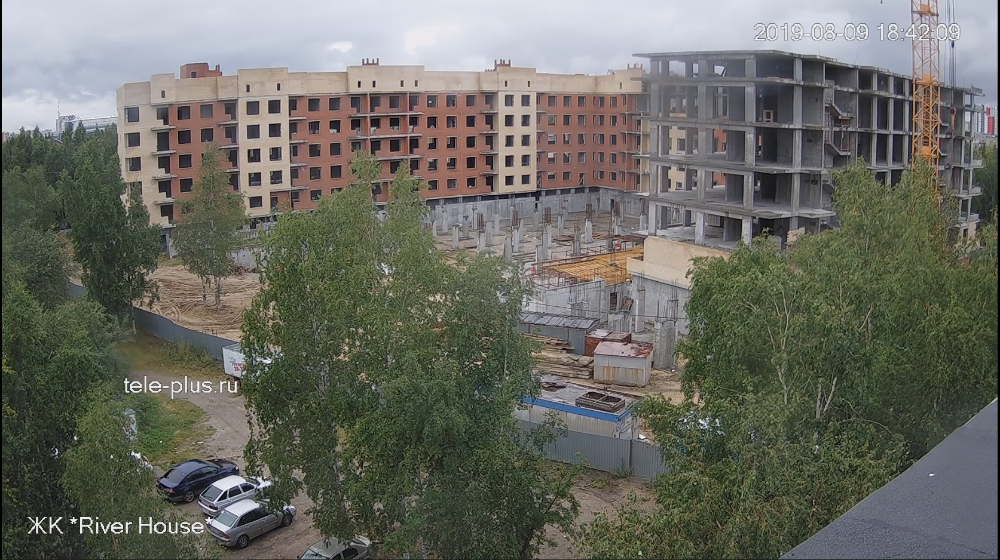 2019-08-09 18:42:09
tele-plus.ru
ЖК *River House*